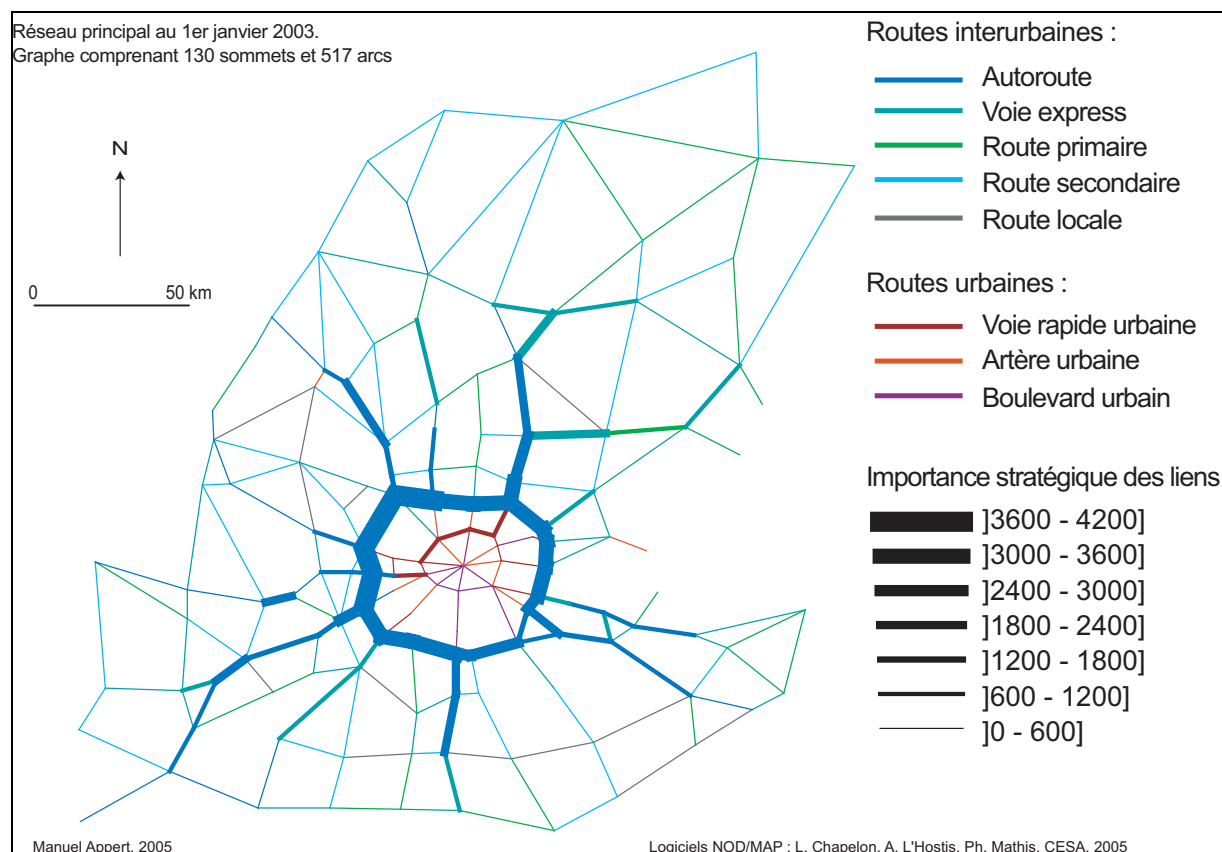 Réseau principal au 1er janvier 2003.
Graphe comprenant 130 sommets et 517 arcs
N
0 50 km
Routes interurbaines :
Autoroute
Voie express
Route primaire
Route secondaire
Route locale
Routes urbaines :
Voie rapide urbaine
Artère urbaine
Boulevard urbain
Importance stratégique des liens
]3600 - 4200]
]3000 - 3600]
]2400 - 3000]
]1800 - 2400]
]1200 - 1800]
]600 - 1200]
]0 - 600]
Manuel Appert, 2005
Logiciels NOD/MAP : L. Chapelon, A. L'Hostis, Ph. Mathis, CESA, 2005